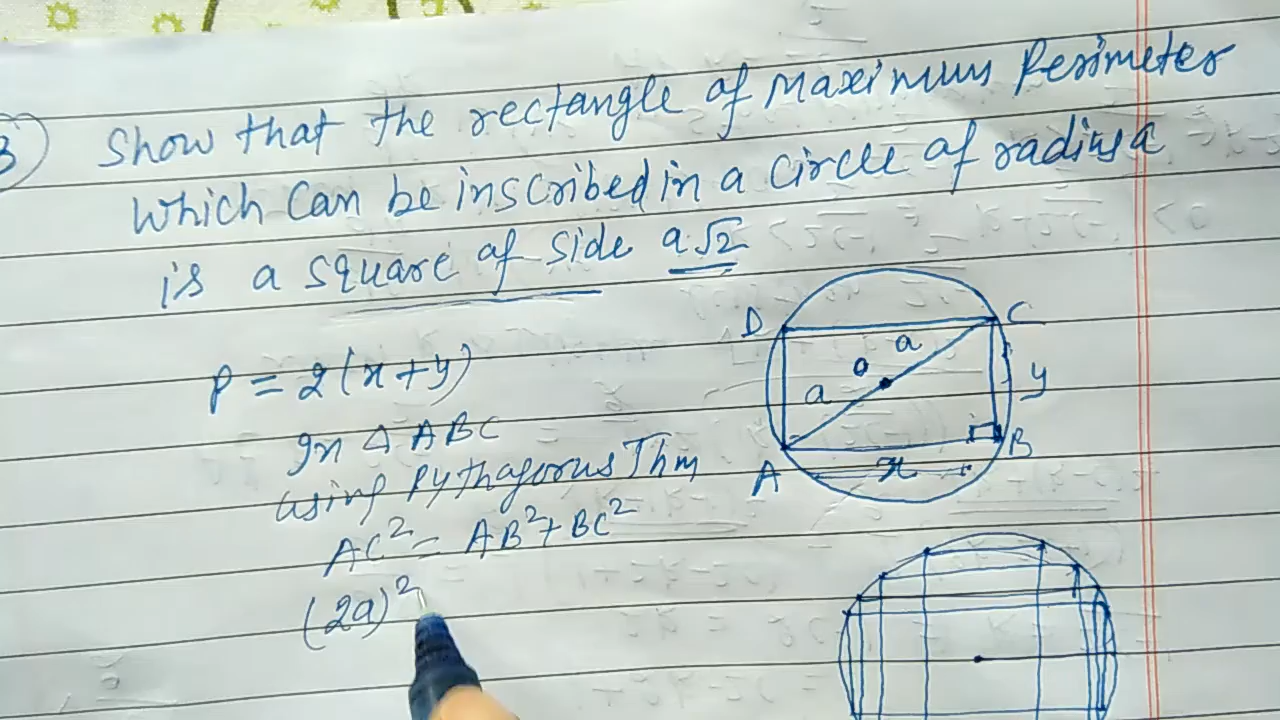 3) Show that the rectangle of Maximum Perimeter
Which Can be inscribed in a Circle of radius a
is a square of side a√2
D
C
a
o
a
y
B
A
x
P = 2(x+y)
In △ ABC
using Pythagorus Thm
AC² = AB² + BC²
(2a)²